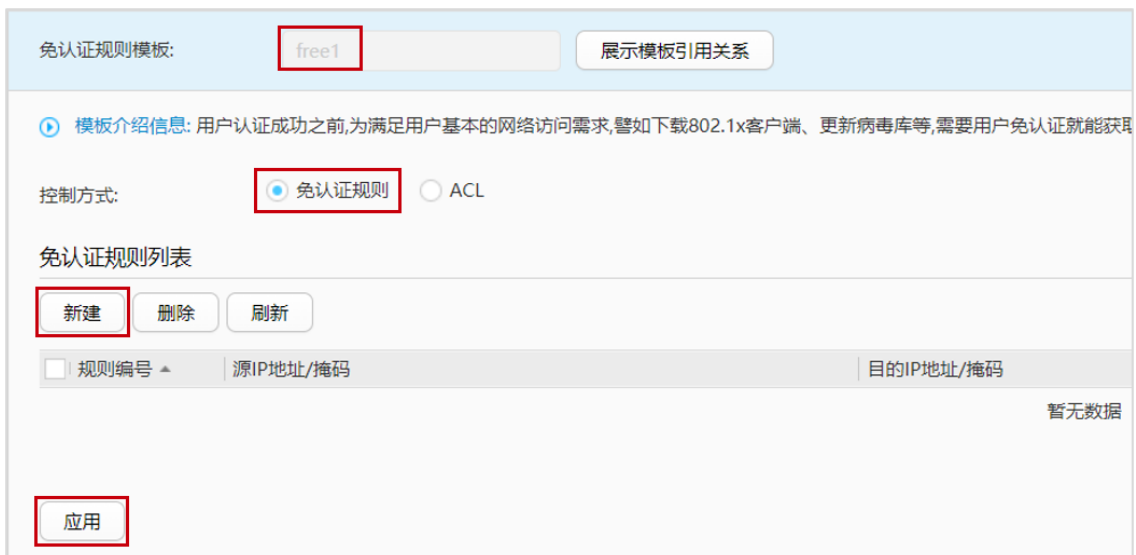 免认证规则模板: free1 展示模板引用关系
模板介绍信息: 用户认证成功之前,为满足用户基本的网络访问需求,譬如下载802.1x客户端、更新病毒库等,需要用户免认证就能获取
控制方式: 免认证规则 ACL
免认证规则列表
新建 删除 刷新
规则编号 源IP地址/掩码 目的IP地址/掩码
暂无数据
应用